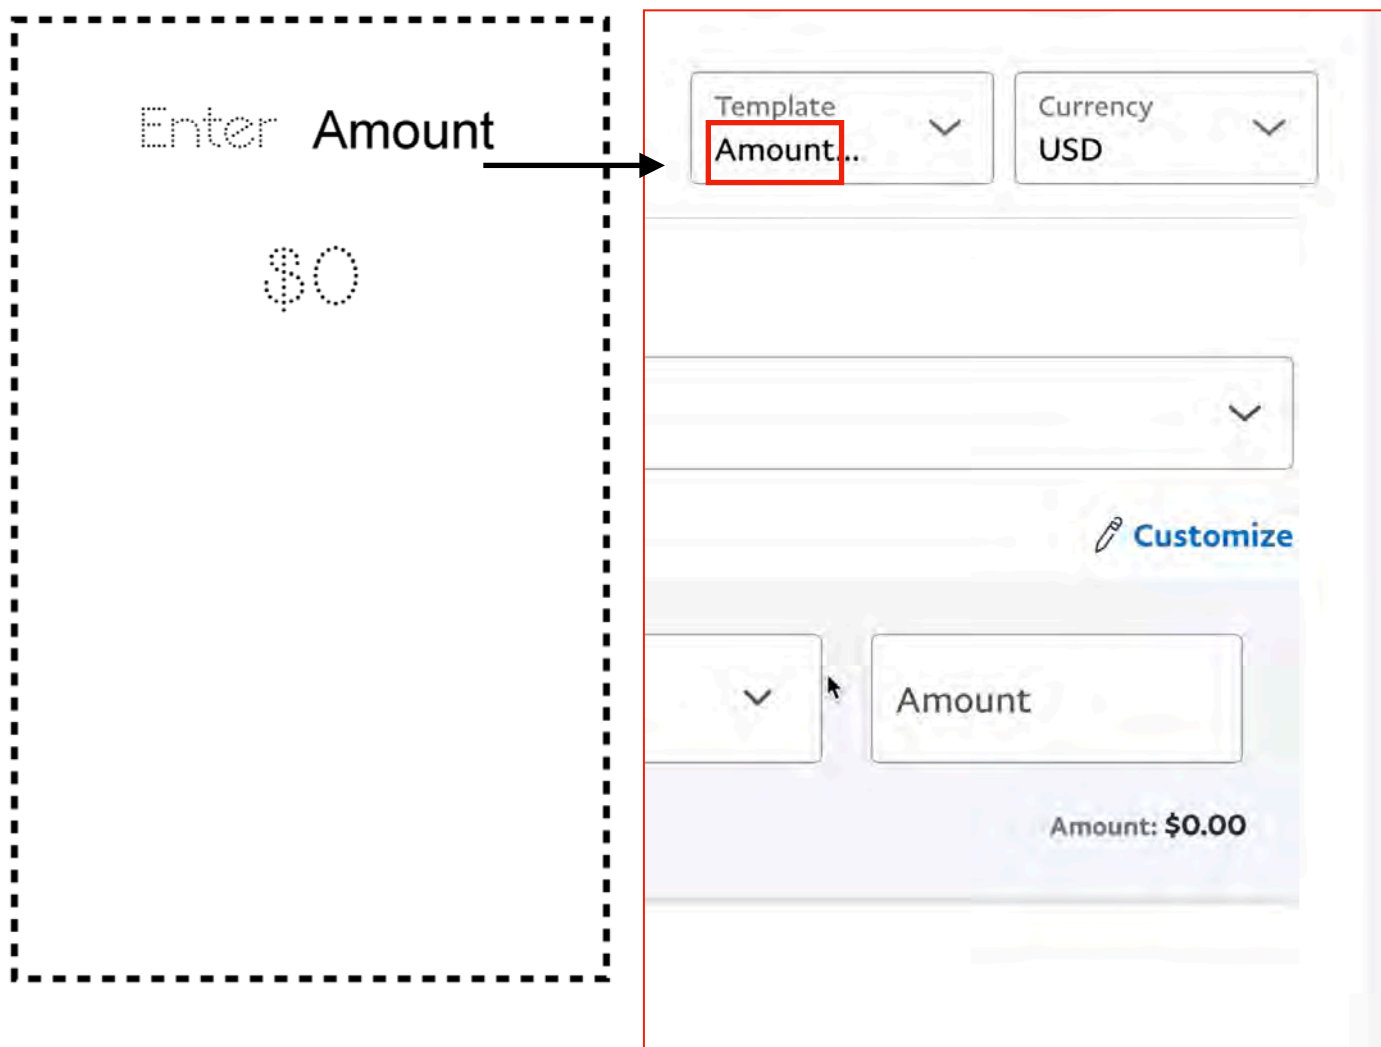 Enter Amount
$0
Template
Amount...
Currency
USD
Customize
Amount
Amount: $0.00